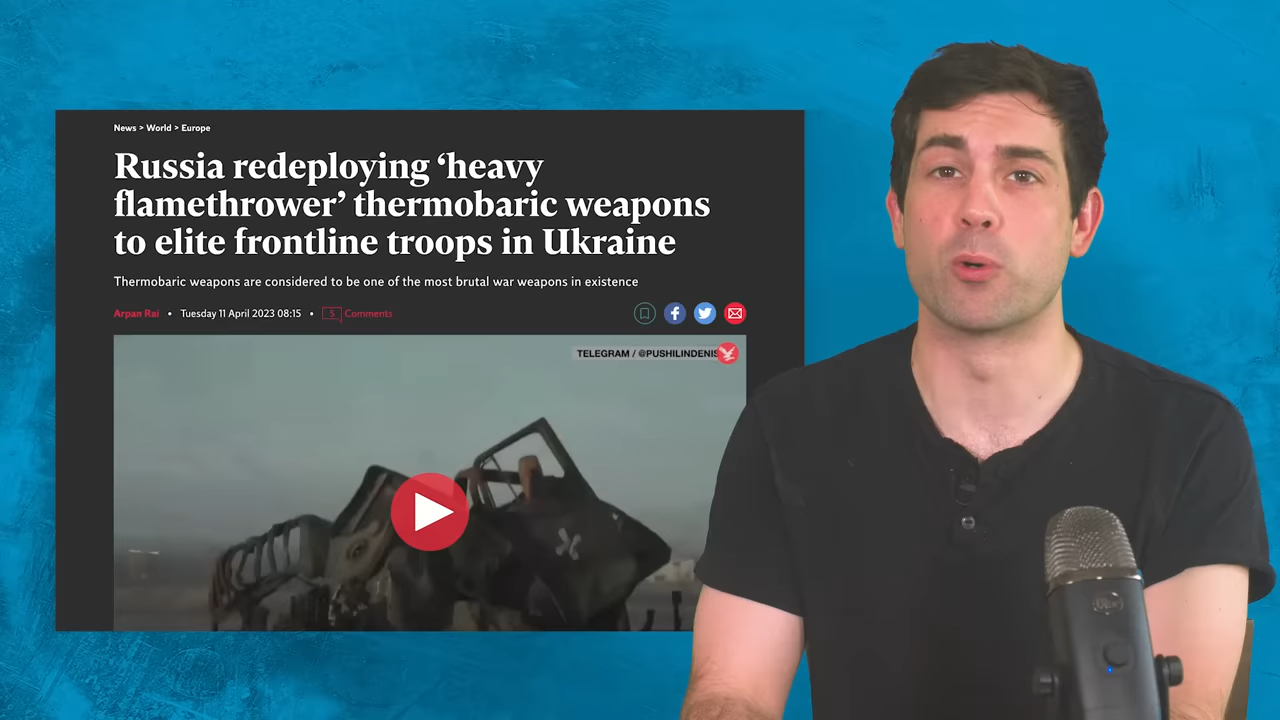 News > World > Europe
Russia redeploying ‘heavy
flamethrower’ thermobaric weapons
to elite frontline troops in Ukraine
Thermobaric weapons are considered to be one of the most brutal war weapons in existence
Arpan Rai • Tuesday 11 April 2023 08:15 • 5 Comments
TELEGRAM / @PUSHILINDENIS